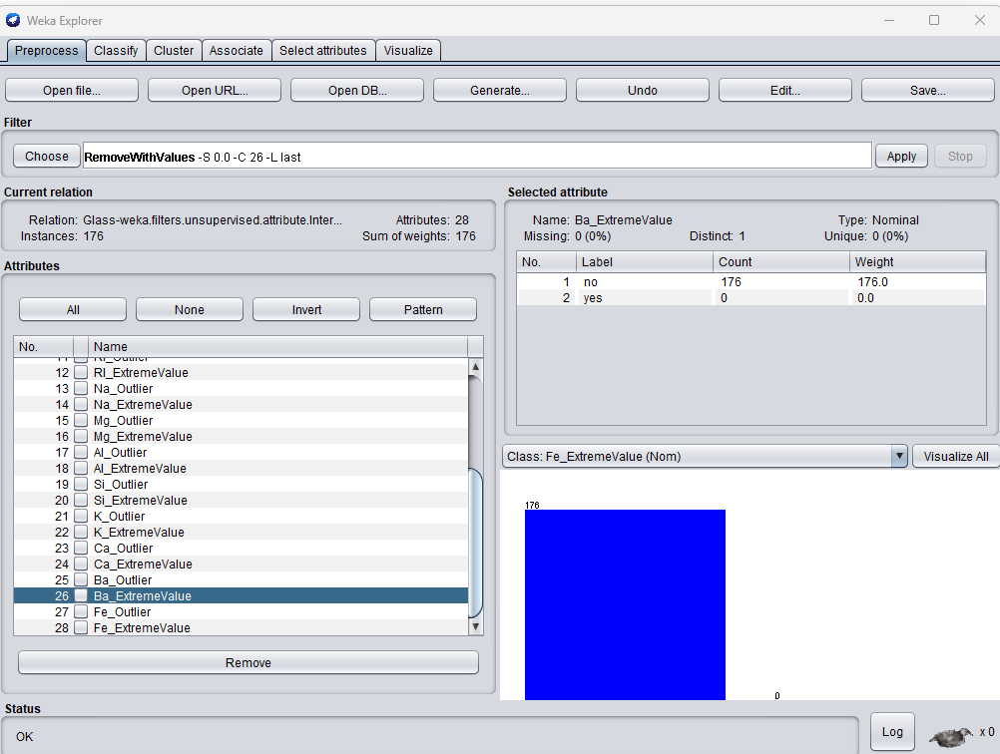 Weka Explorer
Preprocess Classify Cluster Associate Select attributes Visualize
Open file... Open URL... Open DB... Generate... Undo Edit... Save...
Filter
Choose RemoveWithValues -S 0.0 -C 26 -L last Apply Stop
Current relation
Relation: Glass-weka.filters.unsupervised.attribute.Inter... Attributes: 28
Instances: 176 Sum of weights: 176
Attributes
All None Invert Pattern
No. Name
11 RI_Outlier
12 RI_ExtremeValue
13 Na_Outlier
14 Na_ExtremeValue
15 Mg_Outlier
16 Mg_ExtremeValue
17 Al_Outlier
18 Al_ExtremeValue
19 Si_Outlier
20 Si_ExtremeValue
21 K_Outlier
22 K_ExtremeValue
23 Ca_Outlier
24 Ca_ExtremeValue
25 Ba_Outlier
26 Ba_ExtremeValue
27 Fe_Outlier
28 Fe_ExtremeValue
Remove
Selected attribute
Name: Ba_ExtremeValue Type: Nominal
Missing: 0 (0%) Distinct: 1 Unique: 0 (0%)
No. Label Count Weight
1 no 176 176.0
2 yes 0 0.0
Class: Fe_ExtremeValue (Nom) Visualize All
176
0
Status
OK
Log x 0